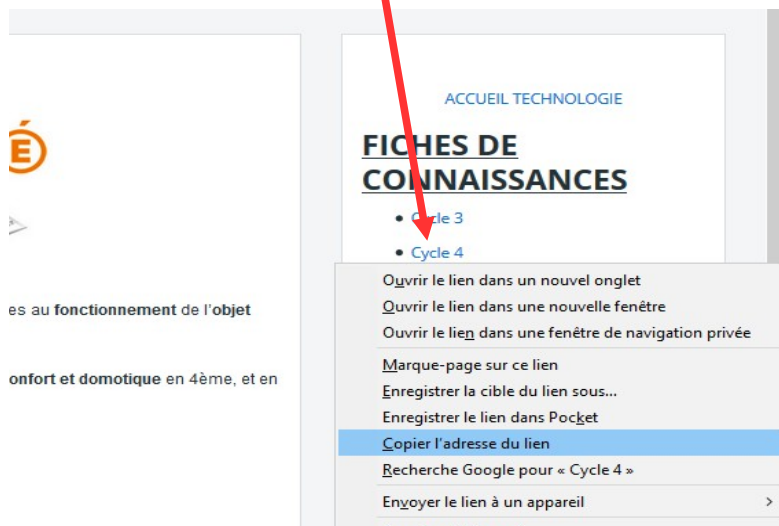 ACCUEIL TECHNOLOGIE
É
FICHES DE
CONNAISSANCES
• Cycle 3
• Cycle 4
es au fonctionnement de l'objet
onfort et domotique en 4ème, et en
Ouvrir le lien dans un nouvel onglet
Ouvrir le lien dans une nouvelle fenêtre
Ouvrir le lien dans une fenêtre de navigation privée
Marque-page sur ce lien
Enregistrer la cible du lien sous...
Enregistrer le lien dans Pocket
Copier l'adresse du lien
Recherche Google pour « Cycle 4 »
Envoyer le lien à un appareil >